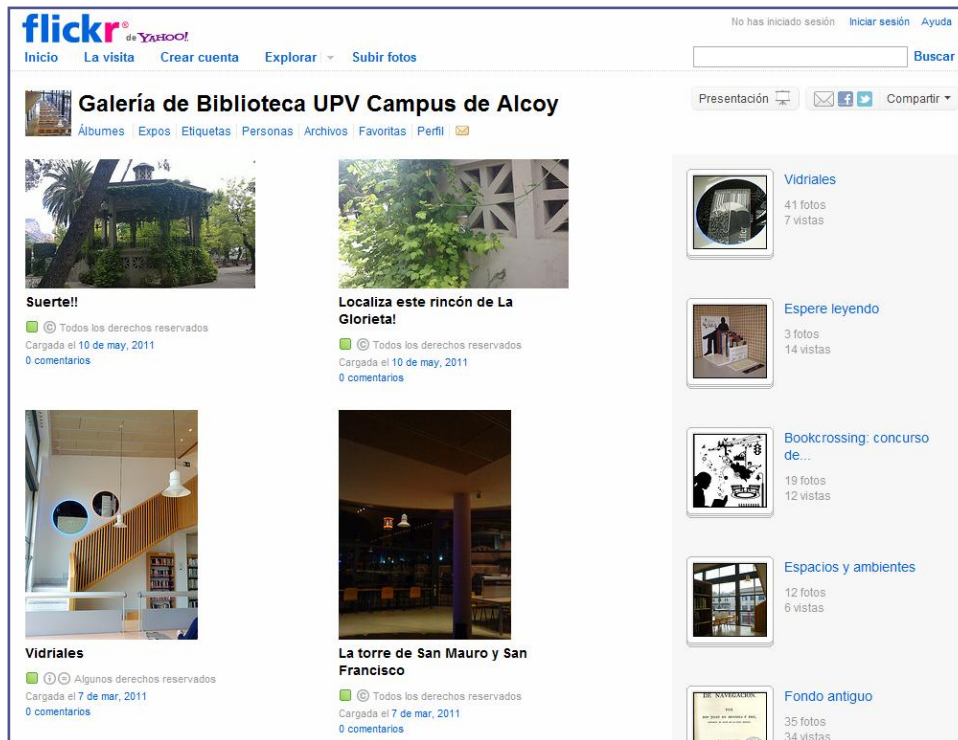 flickr® de YAHOO!
No has iniciado sesión Iniciar sesión Ayuda
Inicio La visita Crear cuenta Explorar Subir fotos
Buscar
Galería de Biblioteca UPV Campus de Alcoy
Presentación
Compartir
Álbumes Expos Etiquetas Personas Archivos Favoritas Perfil
Suerte!!
© Todos los derechos reservados
Cargada el 10 de may, 2011
0 comentarios
Localiza este rincón de La
Glorieta!
© Todos los derechos reservados
Cargada el 10 de may, 2011
0 comentarios
Vidriales
Algunos derechos reservados
Cargada el 7 de mar, 2011
0 comentarios
La torre de San Mauro y San
Francisco
© Todos los derechos reservados
Cargada el 7 de mar, 2011
0 comentarios
Vidriales
41 fotos
7 vistas
Espere leyendo
3 fotos
14 vistas
Bookcrossing: concurso
de...
19 fotos
12 vistas
Espacios y ambientes
12 fotos
6 vistas
DE NAVEGACION.
Fondo antiguo
35 fotos
34 vistas